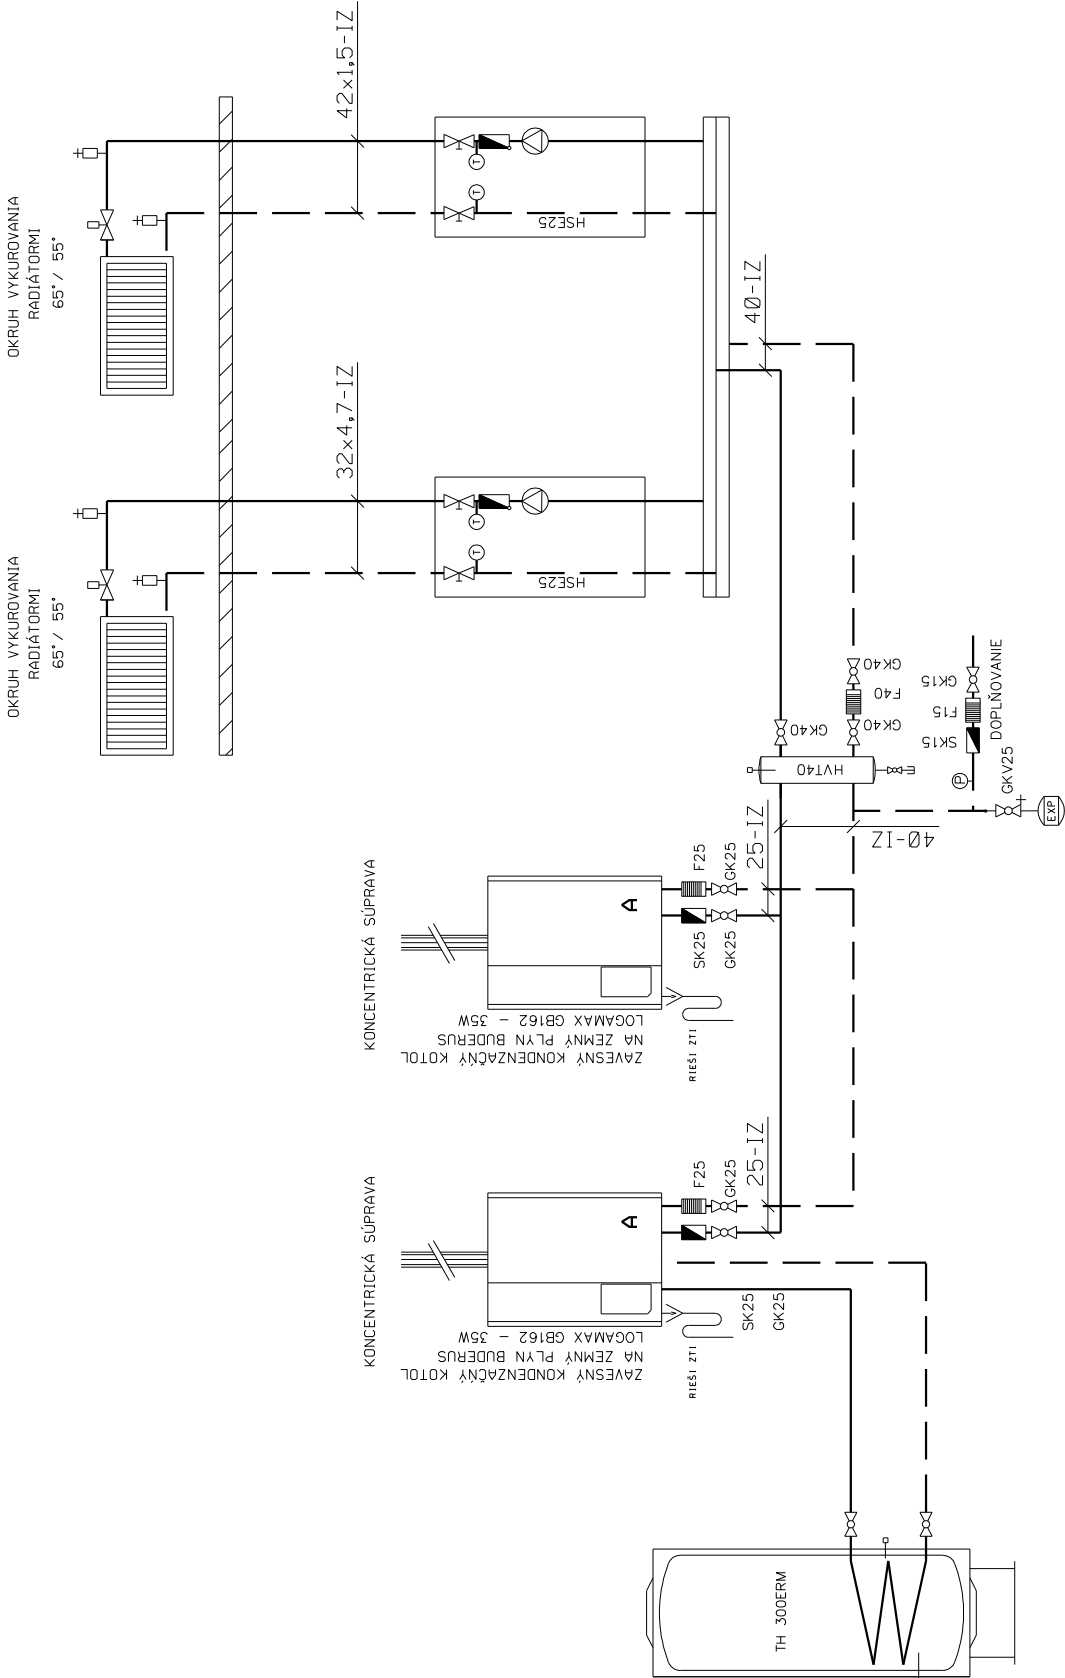 OKRUH VYKUROVANIA
RADIÁTORMI
65°/ 55°
42x1,5-IZ
HSE25
OKRUH VYKUROVANIA
RADIÁTORMI
65°/ 55°
32x4,7-IZ
HSE25
T
T
T
T
40-IZ
GK40
F40
GK40
GK40
HVT40
GK15
F15
SK15
DOPLŇOVANIE
P
GKV25
EXP
40-IZ
KONCENTRICKÁ SÚPRAVA
25-IZ
F25
GK25
SK25
GK25
A
ZAVESNÝ KONDENZAČNÝ KOTOL
NA ZEMNÝ PLYN BUDERUS
LOGAMAX GB162 - 35W
RIEŠI ZTI
KONCENTRICKÁ SÚPRAVA
25-IZ
F25
GK25
SK25
GK25
A
ZAVESNÝ KONDENZAČNÝ KOTOL
NA ZEMNÝ PLYN BUDERUS
LOGAMAX GB162 - 35W
RIEŠI ZTI
TH 300ERM